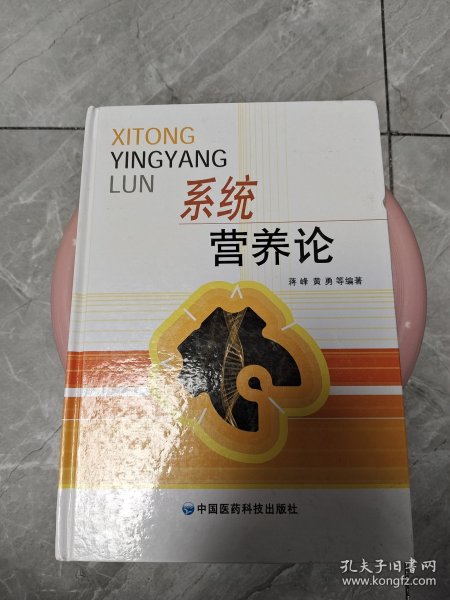 XITONG
YINGYANG
LUN
系统
营养论
蒋 峰 黄 勇 等编著
中国医药科技出版社
孔夫子旧书网
www.kongfz.com